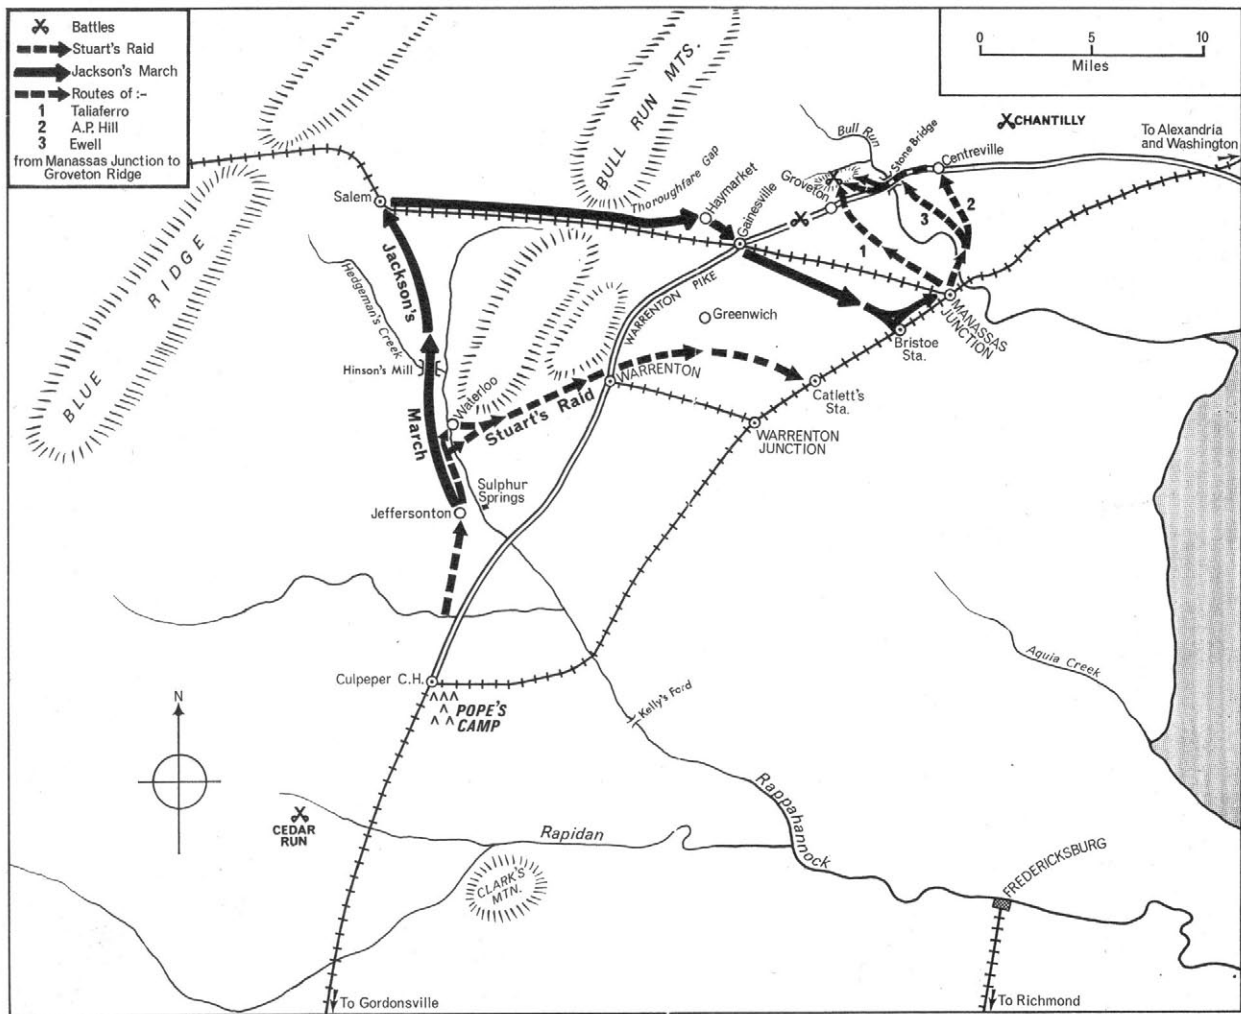 Battles
Stuart's Raid
Jackson's March
Routes of :–
1 Taliaferro
2 A.P. Hill
3 Ewell
from Manassas Junction to
Groveton Ridge
0 5 10
Miles
CHANTILLY
To Alexandria
and Washington
BULL RUN MTS.
Bull Run
Stone Bridge
Centreville
Thoroughfare Gap
Haymarket
Groveton
Gainesville
Salem
BLUE RIDGE
Jackson's
March
Hedgeman's Creek
Hinson's Mill
WARRENTON PIKE
Greenwich
1
2
3
MANASSAS
JUNCTION
Bristoe
Sta.
WARRENTON
Catlett's
Sta.
Waterloo
Stuart's Raid
WARRENTON
JUNCTION
Sulphur
Springs
Jeffersonton
Culpeper C.H.
POPE'S
CAMP
Kelly's Ford
Aquia Creek
N
CEDAR
RUN
Rapidan
Rappahannock
CLARK'S
MTN.
FREDERICKSBURG
To Gordonsville
To Richmond